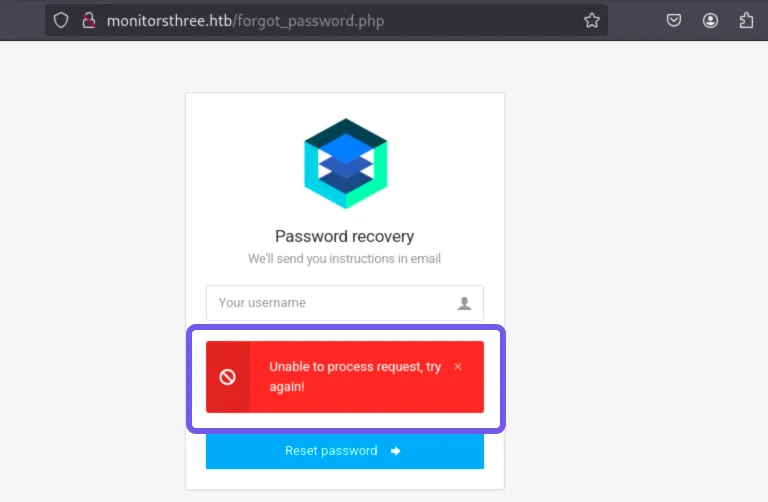 monitorsthree.htb/forgot_password.php
Password recovery
We'll send you instructions in email
Your username
Unable to process request, try
again!
Reset password